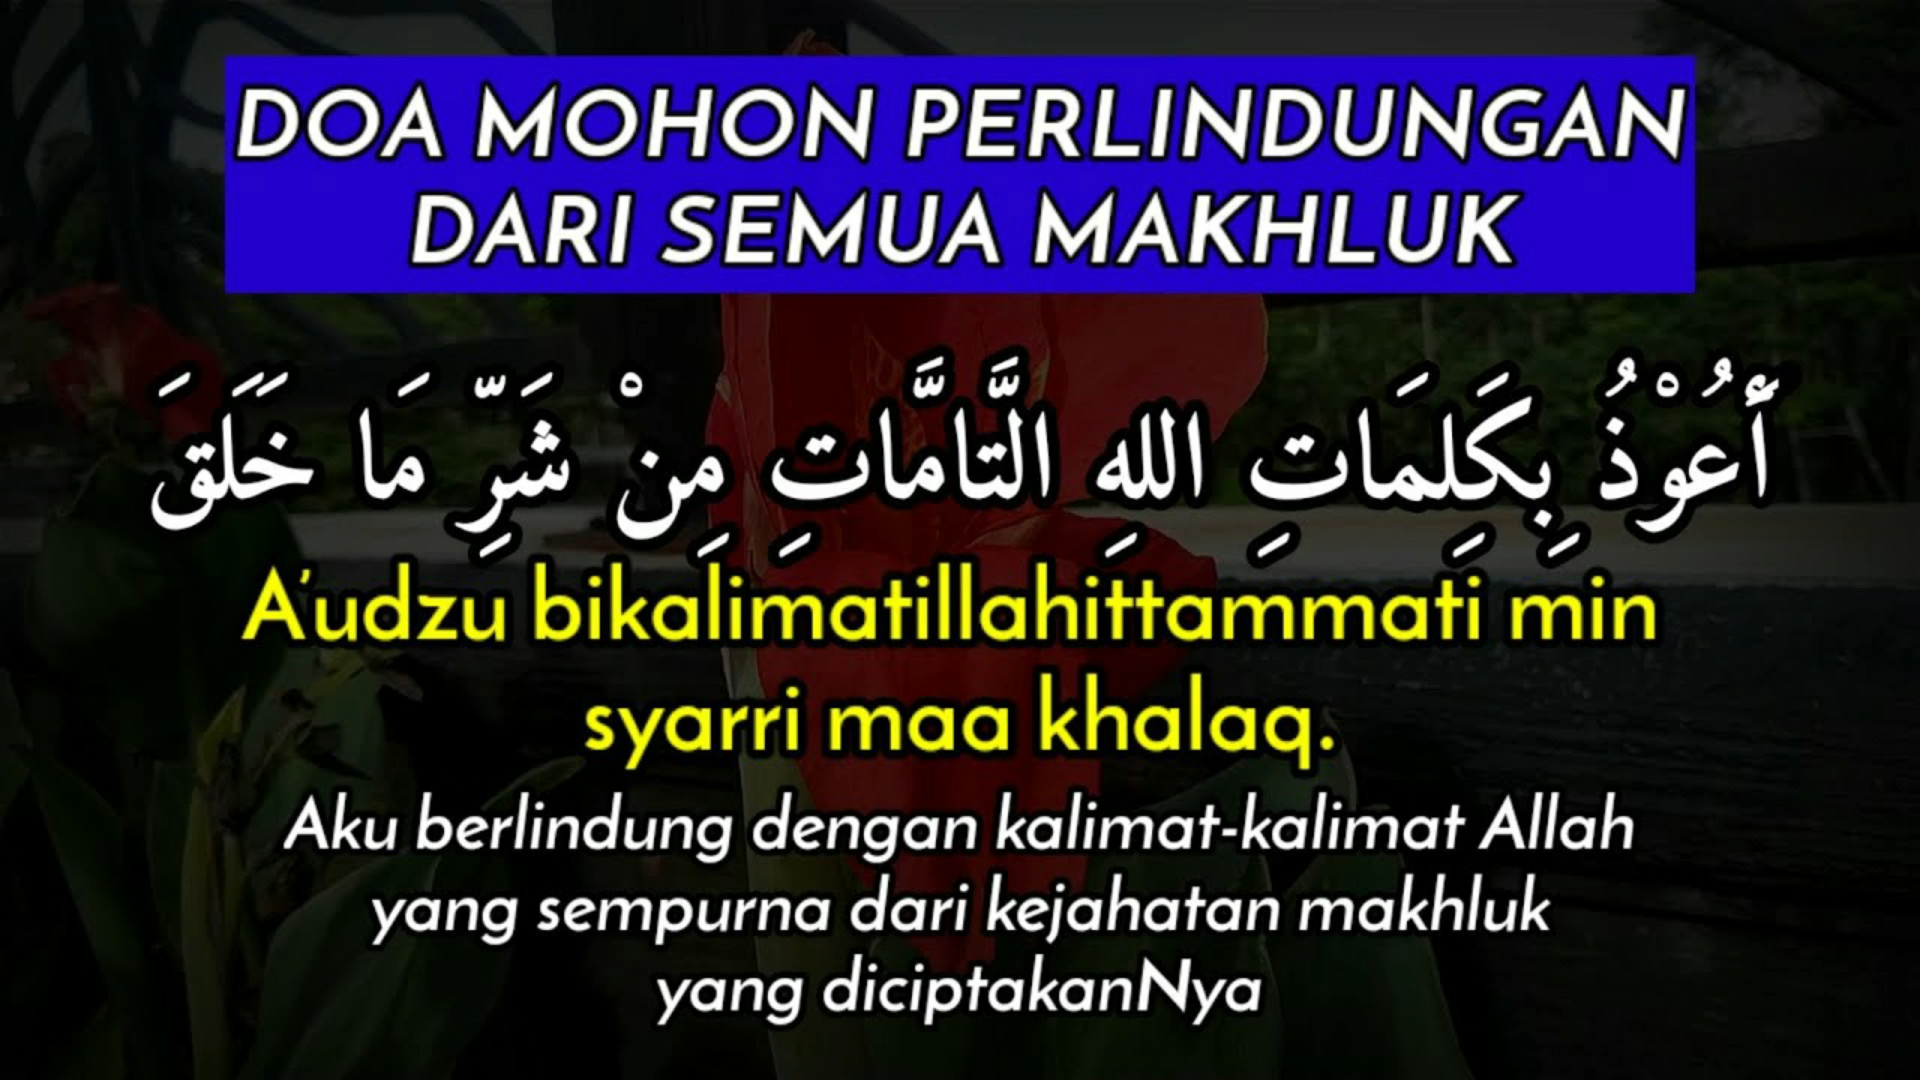 DOA MOHON PERLINDUNGAN
DARI SEMUA MAKHLUK
أَعُوْذُ بِكَلِمَاتِ اللهِ التَّامَّاتِ مِنْ شَرِّ مَا خَلَقَ
A'udzu bikalimatillahittammati min
syarri maa khalaq.
Aku berlindung dengan kalimat-kalimat Allah
yang sempurna dari kejahatan makhluk
yang diciptakanNya